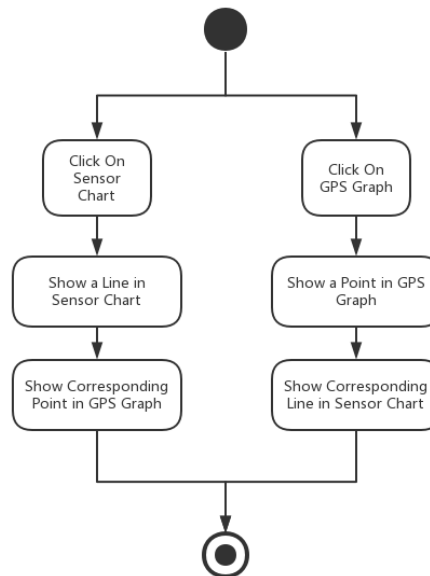 Click On
Sensor
Chart
Show a Line in
Sensor Chart
Show Corresponding
Point in GPS Graph
Click On
GPS Graph
Show a Point in GPS
Graph
Show Corresponding
Line in Sensor Chart